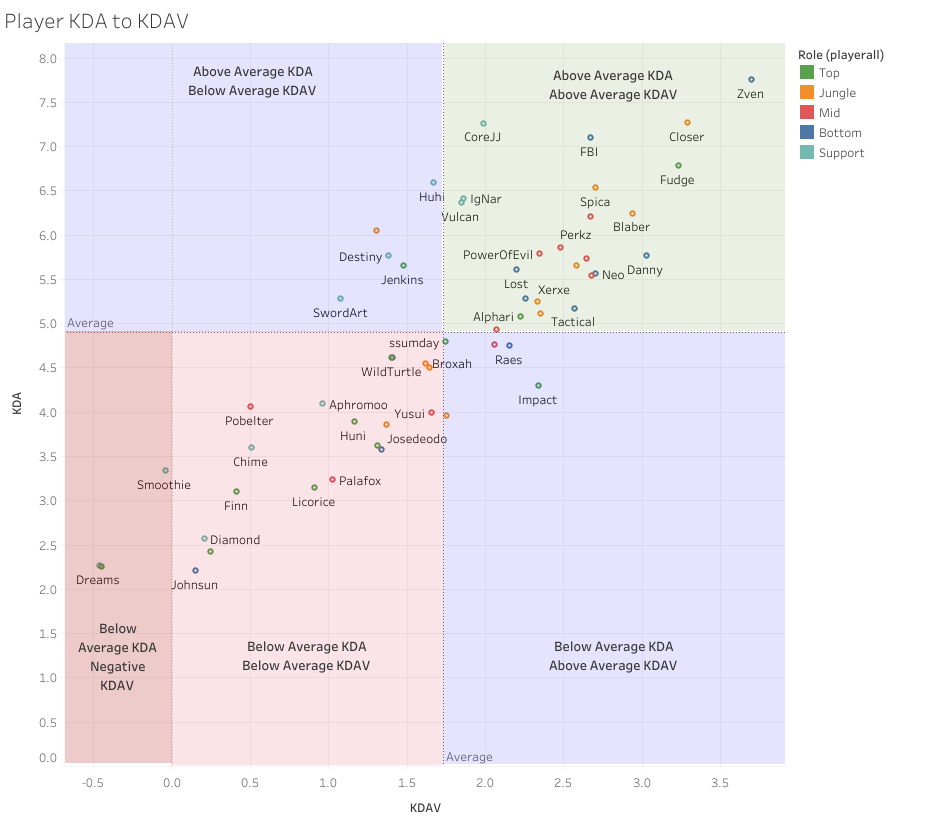 Player KDA to KDAV
Role (playerall)
Top
Jungle
Mid
Bottom
Support
Above Average KDA
Below Average KDAV
Above Average KDA
Above Average KDAV
8.0
7.5
7.0
6.5
6.0
5.5
5.0
4.5
4.0
3.5
3.0
2.5
2.0
1.5
1.0
0.5
0.0
KDA
Zven
CoreJJ
Closer
FBI
Fudge
Huhi
IgNar
Spica
Vulcan
Blaber
Perkz
Destiny
PowerOfEvil
Jenkins
Neo
Danny
Lost
Xerxe
SwordArt
Alphari
Tactical
Average
ssumday
Raes
WildTurtle
Broxah
Impact
Aphromoo
Yusui
Pobelter
Huni
Josedeodo
Chime
Smoothie
Palafox
Finn
Licorice
Diamond
Dreams
Johnsun
Below
Average KDA
Negative
KDAV
Below Average KDA
Below Average KDAV
Below Average KDA
Above Average KDAV
Average
-0.5
0.0
0.5
1.0
1.5
2.0
2.5
3.0
3.5
KDAV